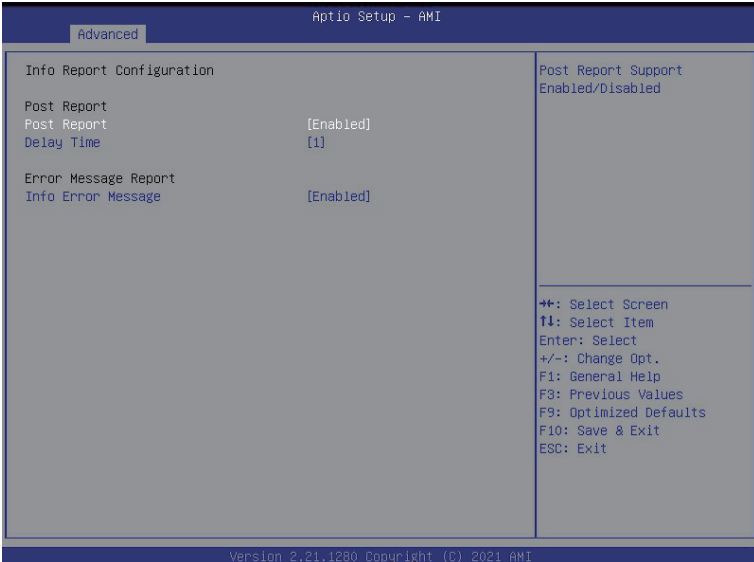 Aptio Setup – AMI
Advanced
Info Report Configuration
Post Report
Post Report [Enabled]
Delay Time [1]
Error Message Report
Info Error Message [Enabled]
Post Report Support
Enabled/Disabled
→←: Select Screen
↑↓: Select Item
Enter: Select
+/-: Change Opt.
F1: General Help
F3: Previous Values
F9: Optimized Defaults
F10: Save & Exit
ESC: Exit
Version 2.21.1280 Copyright (C) 2021 AMI